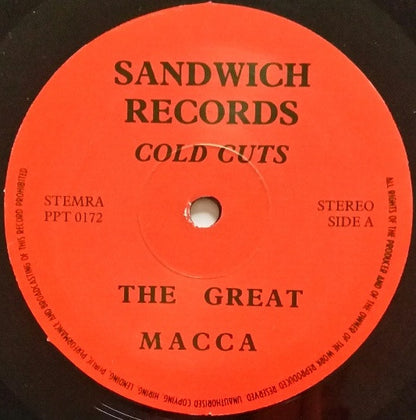 SANDWICH
RECORDS
COLD CUTS
STEMRA
PPT 0172
STEREO
SIDE A
THE GREAT
MACCA
ALL RIGHTS OF THE PRODUCER AND OF THE OWNER OF THE WORK REPRODUCED RESERVED UNAUTHORISED COPYING, HIRING, LENDING, PUBLIC PERFORMANCE AND BROADCASTING OF THIS RECORD PROHIBITED